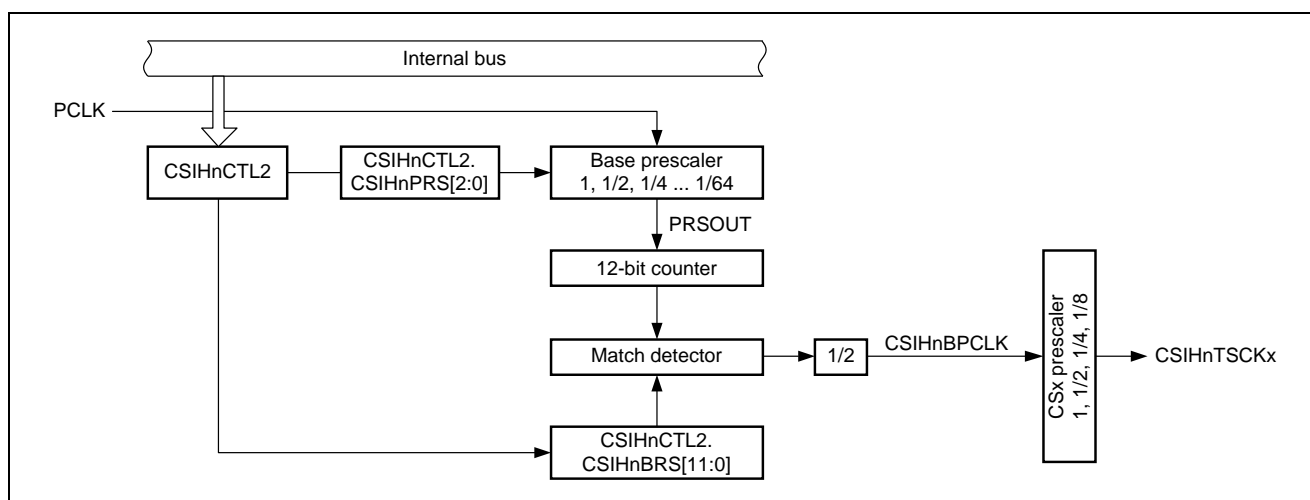 Internal bus
PCLK
CSIHnCTL2
CSIHnCTL2.
CSIHnPRS[2:0]
Base prescaler
1, 1/2, 1/4 ... 1/64
PRSOUT
12-bit counter
Match detector
1/2
CSIHnBPCLK
CSx prescaler
1, 1/2, 1/4, 1/8
CSIHnTSCKx
CSIHnCTL2.
CSIHnBRS[11:0]